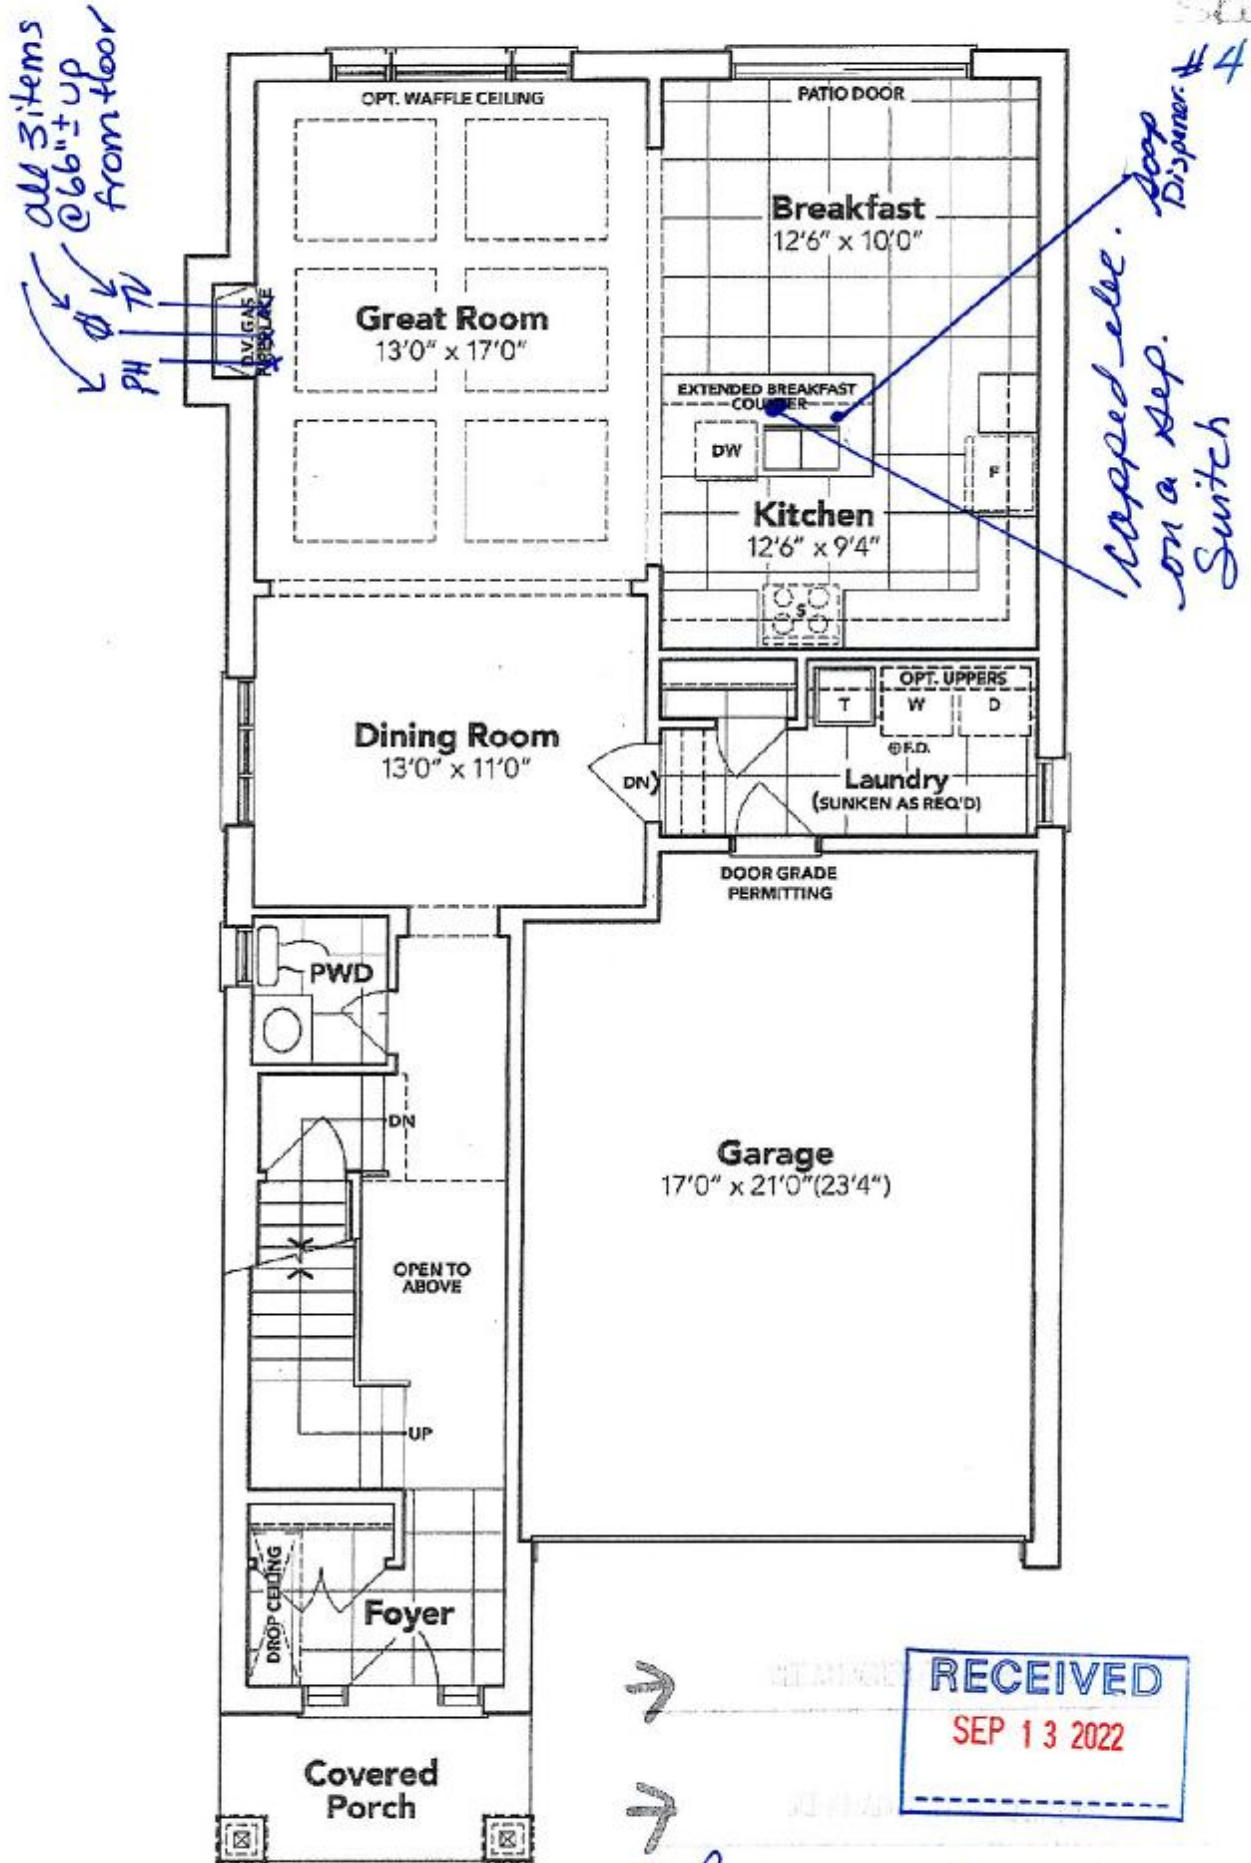 all 3 items
@66"± up
from floor
TV
PH
# 4
Soap
Dispenser.
capped elec.
on a sep.
Switch
OPT. WAFFLE CEILING
PATIO DOOR
Breakfast
12'6" x 10'0"
D.V. GAS
FIREPLACE
Great Room
13'0" x 17'0"
EXTENDED BREAKFAST
COUNTER
DW
F
Kitchen
12'6" x 9'4"
S
OPT. UPPERS
T
W
D
F.D.
Dining Room
13'0" x 11'0"
DN
Laundry
(SUNKEN AS REQ'D)
DOOR GRADE
PERMITTING
PWD
DN
Garage
17'0" x 21'0"(23'4")
OPEN TO
ABOVE
UP
DROP CEILING
Foyer
RECEIVED
SEP 13 2022
Covered
Porch